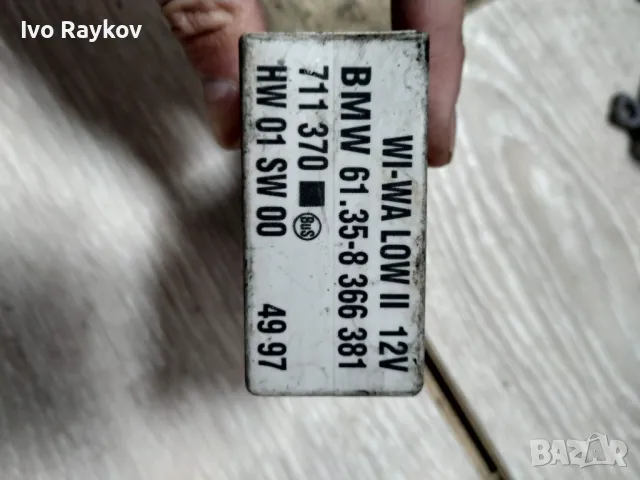 Ivo Raykov
WI-WA LOW II 12V
BMW 61.35-8 366 381
711 370 BUS
HW 01 SW 00 49 97
BAZAR